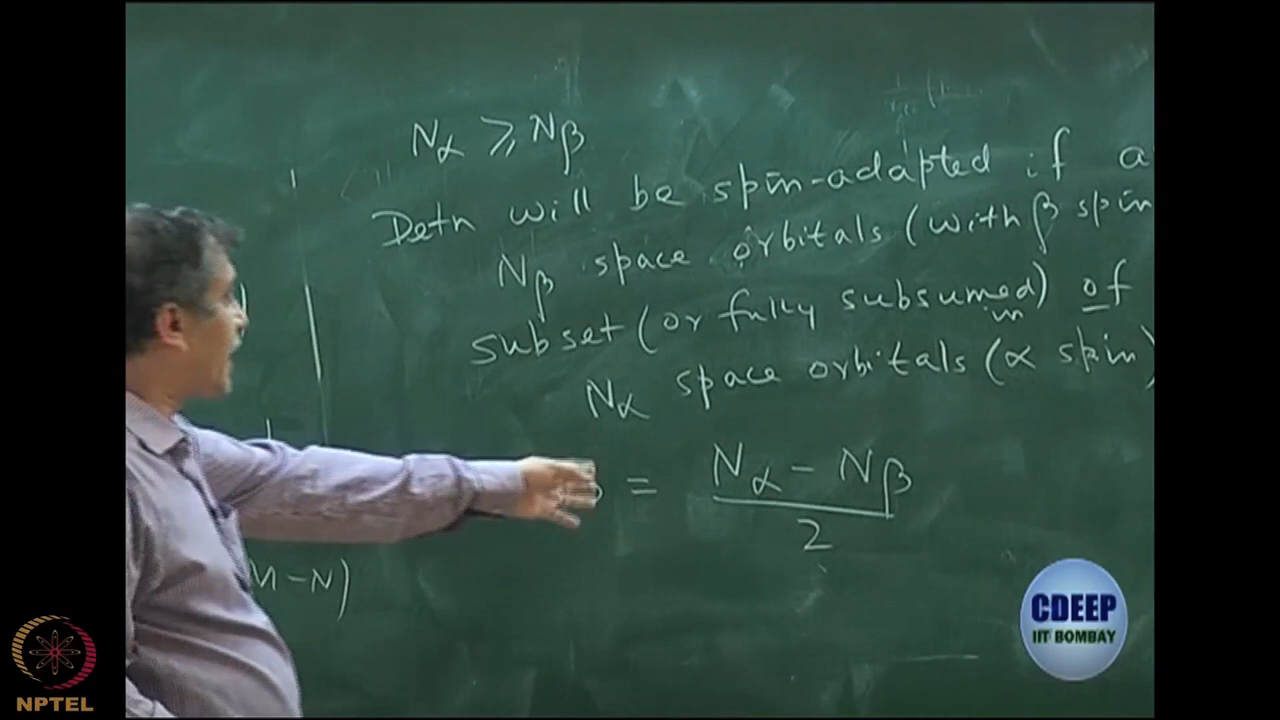 Nα ⩾ Nβ
Detn will be spin-adapted if a
Nβ space orbitals (with β spin
subset (or fully subsumed) of
in
Nα space orbitals (α spin)
= Nα - Nβ
2
- N)
CDEEP
IIT BOMBAY
NPTEL